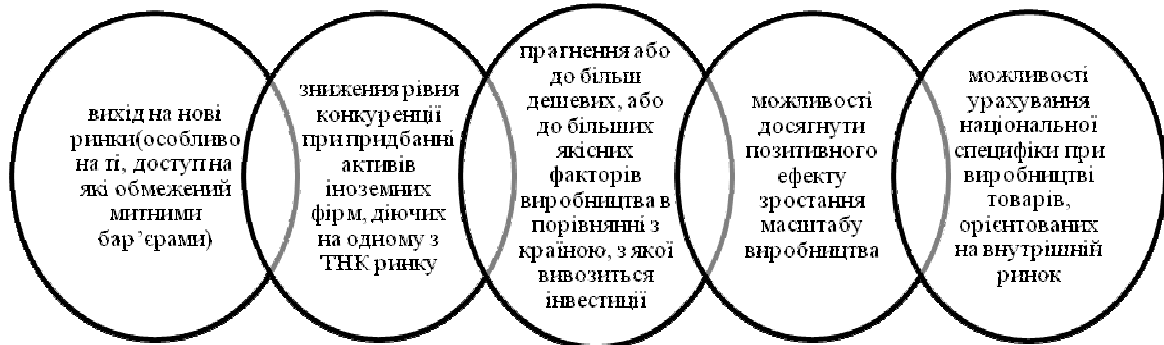 вихід на нові
ринки(особливо
на ті, доступ на
які обмежений
митними
бар’єрами)
зниження рівня
конкуренції
при придбанні
активів
іноземних
фірм, діючих
на одному з
ТНК ринку
прагнення або
до більш
дешевих, або
до більших
якісних
факторів
виробництва в
порівнянні з
країною, з якої
вивозиться
інвестиції
можливості
досягнути
позитивного
ефекту
зростання
масштабу
виробництва
можливості
урахування
національної
специфіки при
виробництві
товарів,
орієнтованих
на внутрішній
ринок